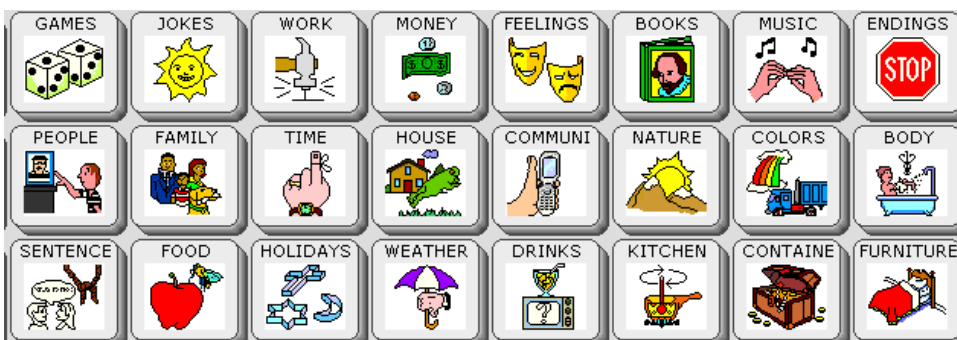 GAMES JOKES WORK MONEY FEELINGS BOOKS MUSIC ENDINGS
STOP
PEOPLE FAMILY TIME HOUSE COMMUNI NATURE COLORS BODY
SENTENCE FOOD HOLIDAYS WEATHER DRINKS KITCHEN CONTAINE FURNITURE
?